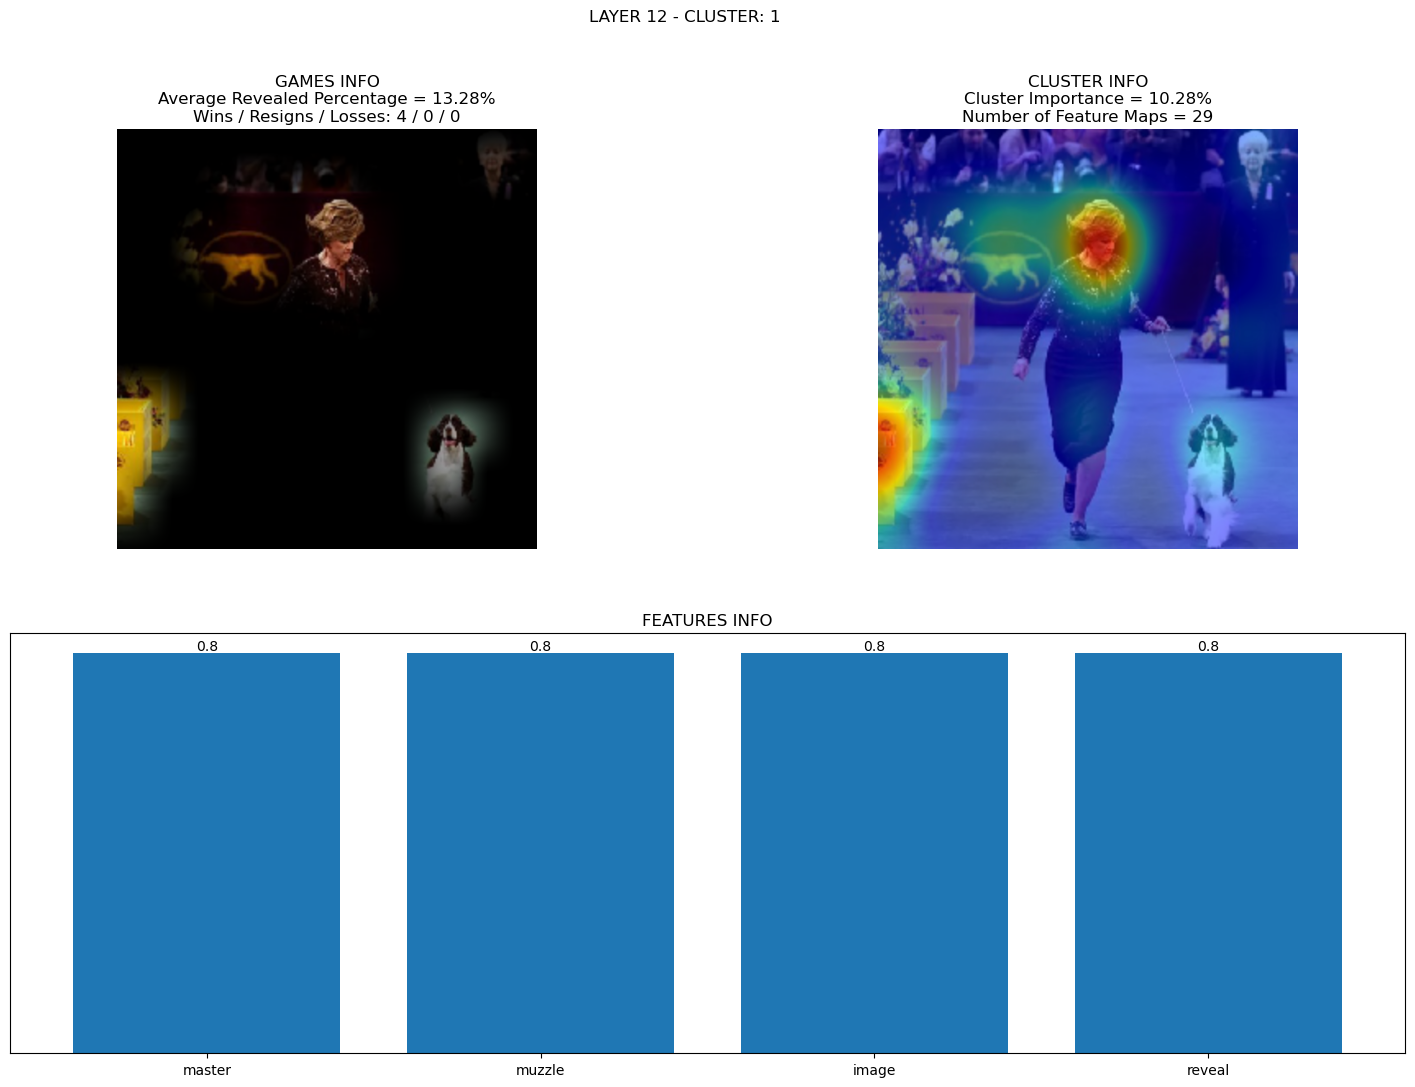 LAYER 12 - CLUSTER: 1
GAMES INFO
Average Revealed Percentage = 13.28%
Wins / Resigns / Losses: 4 / 0 / 0
CLUSTER INFO
Cluster Importance = 10.28%
Number of Feature Maps = 29
FEATURES INFO
0.8 0.8 0.8 0.8
master muzzle image reveal